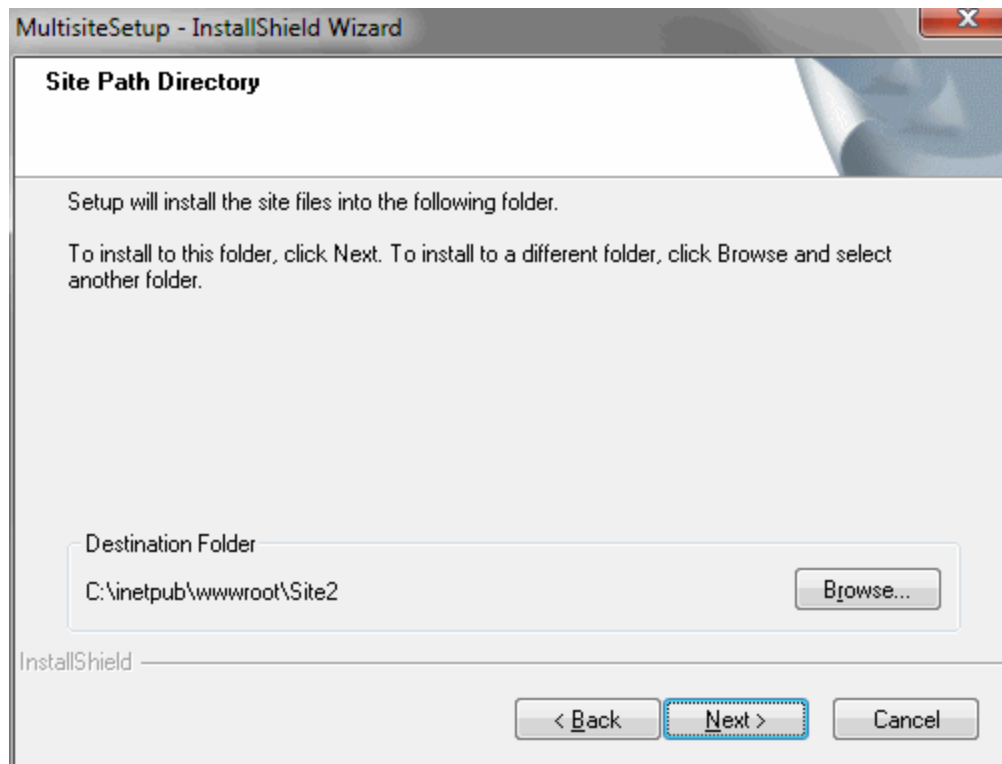 MultisiteSetup - InstallShield Wizard
Site Path Directory
Setup will install the site files into the following folder.
To install to this folder, click Next. To install to a different folder, click Browse and select
another folder.
Destination Folder
C:\inetpub\wwwroot\Site2
Browse...
InstallShield
< Back
Next >
Cancel